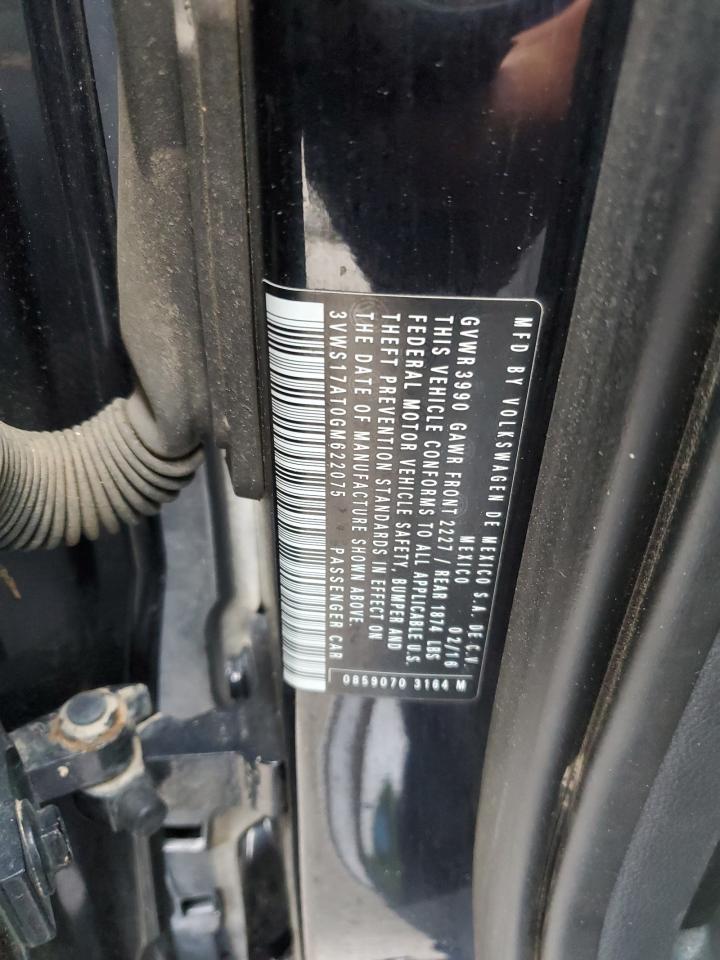 MFD BY VOLKSWAGEN DE MEXICO S.A. DE C.V.
MEXICO 02/16
GVWR 3990 GAWR FRONT 2227 / REAR 1874 LBS
THIS VEHICLE CONFORMS TO ALL APPLICABLE U.S.
FEDERAL MOTOR VEHICLE SAFETY, BUMPER AND
THEFT PREVENTION STANDARDS IN EFFECT ON
THE DATE OF MANUFACTURE SHOWN ABOVE.
3VWS17AT0GM622075 PASSENGER CAR
0859070 3164 M